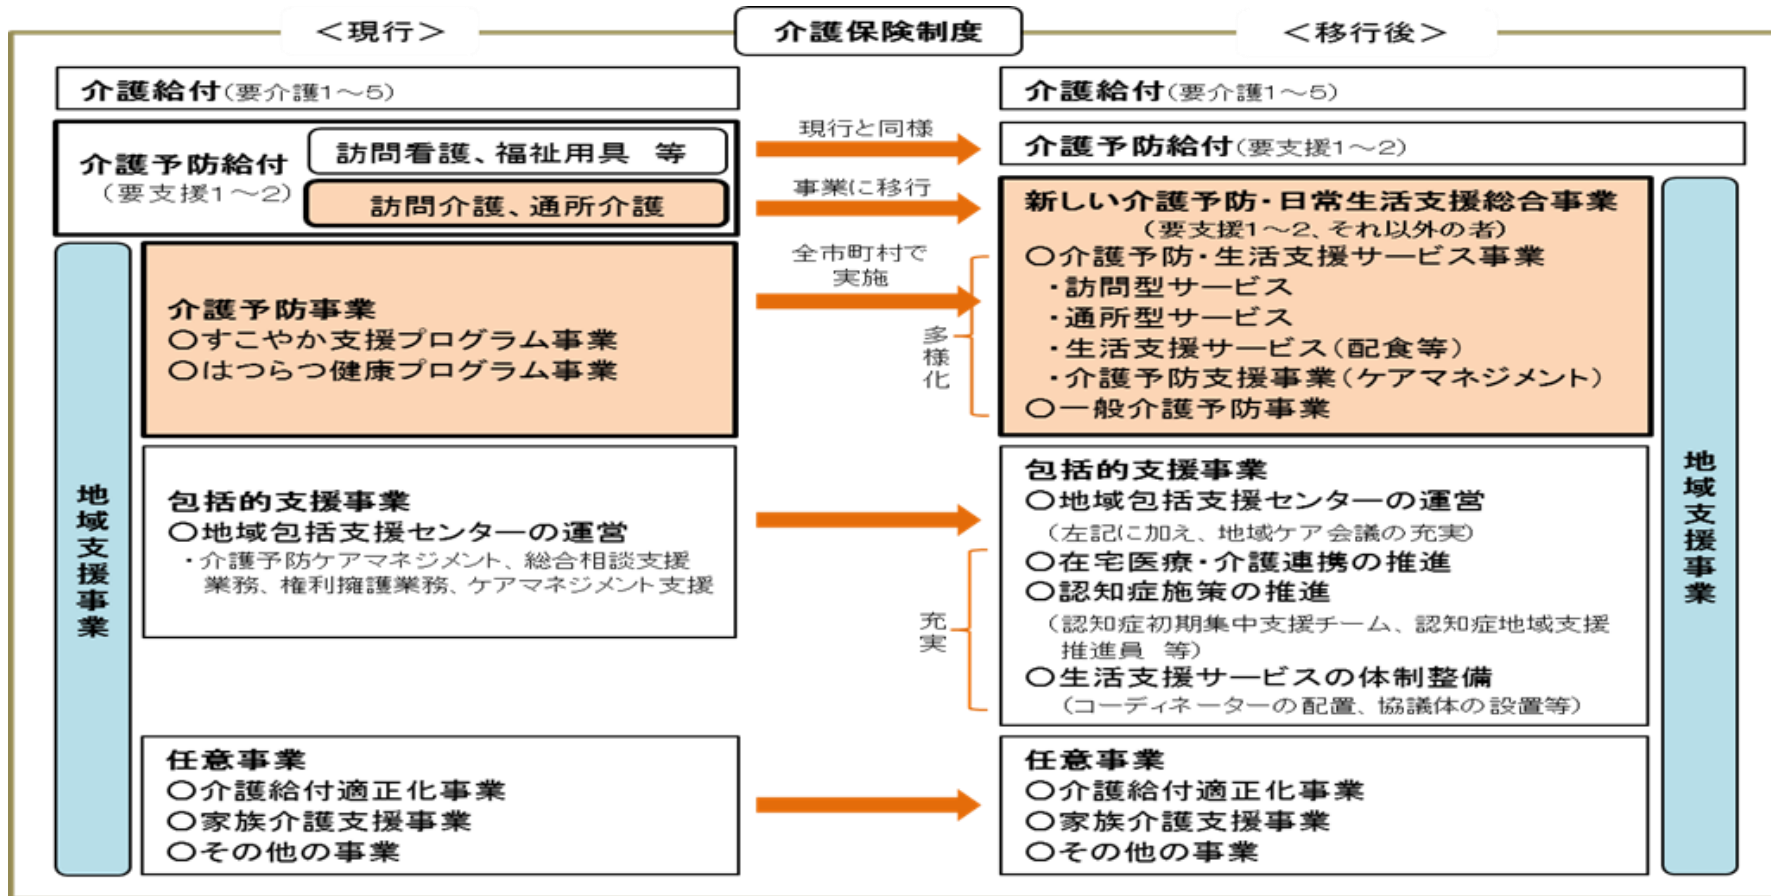 ＜現行＞
介護保険制度
＜移行後＞
介護給付(要介護1～5)
介護予防給付
(要支援1～2)
訪問看護、福祉用具　等
訪問介護、通所介護
地域支援事業
介護予防事業
○すこやか支援プログラム事業
○はつらつ健康プログラム事業
包括的支援事業
○地域包括支援センターの運営
・介護予防ケアマネジメント、総合相談支援
業務、権利擁護業務、ケアマネジメント支援
任意事業
○介護給付適正化事業
○家族介護支援事業
○その他の事業
現行と同様
事業に移行
全市町村で
実施
多様化
充実
介護給付(要介護1～5)
介護予防給付(要支援1～2)
新しい介護予防・日常生活支援総合事業
(要支援1～2、それ以外の者)
○介護予防・生活支援サービス事業
・訪問型サービス
・通所型サービス
・生活支援サービス(配食等)
・介護予防支援事業(ケアマネジメント)
○一般介護予防事業
包括的支援事業
○地域包括支援センターの運営
(左記に加え、地域ケア会議の充実)
○在宅医療・介護連携の推進
○認知症施策の推進
(認知症初期集中支援チーム、認知症地域支援
推進員　等)
○生活支援サービスの体制整備
(コーディネーターの配置、協議体の設置等)
任意事業
○介護給付適正化事業
○家族介護支援事業
○その他の事業
地域支援事業